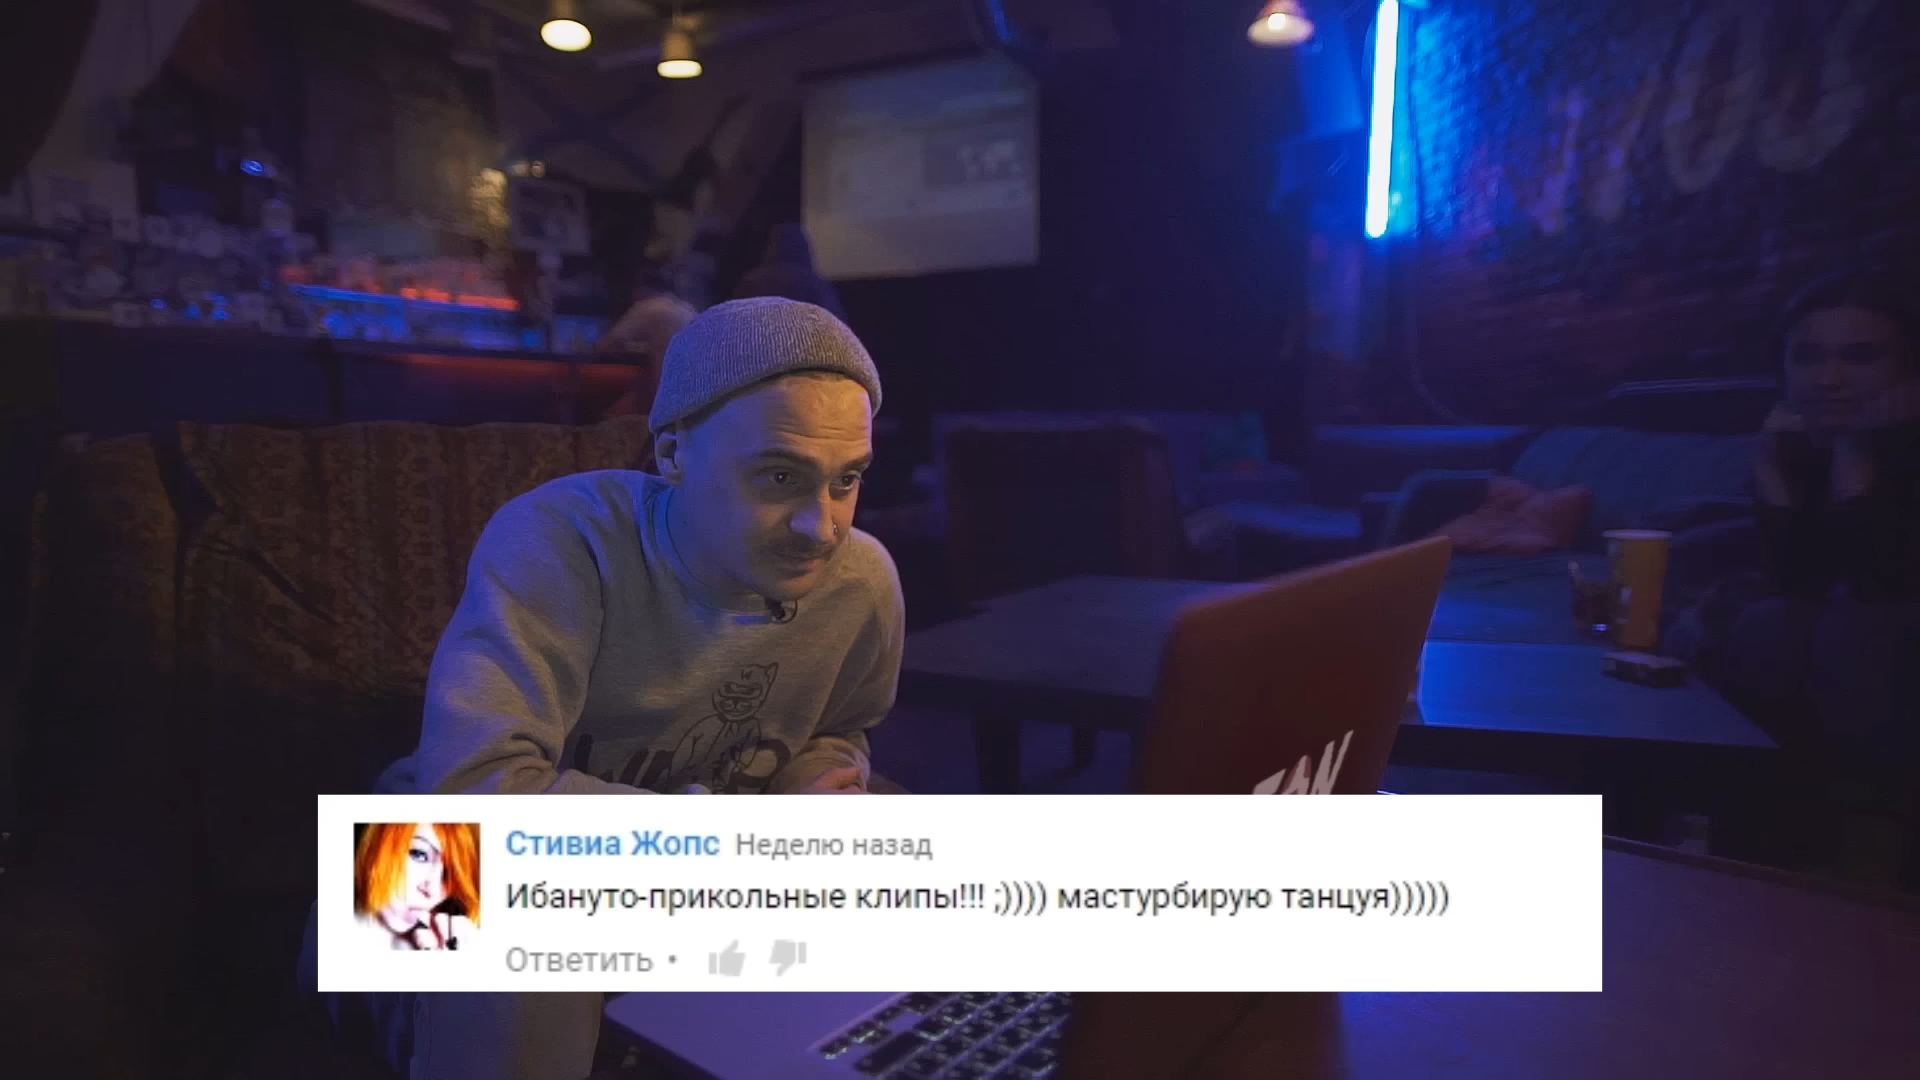 Стивиа Жопс Неделю назад
Ибануто-прикольные клипы!!! ;)))) мастурбирую танцуя)))))
Ответить •